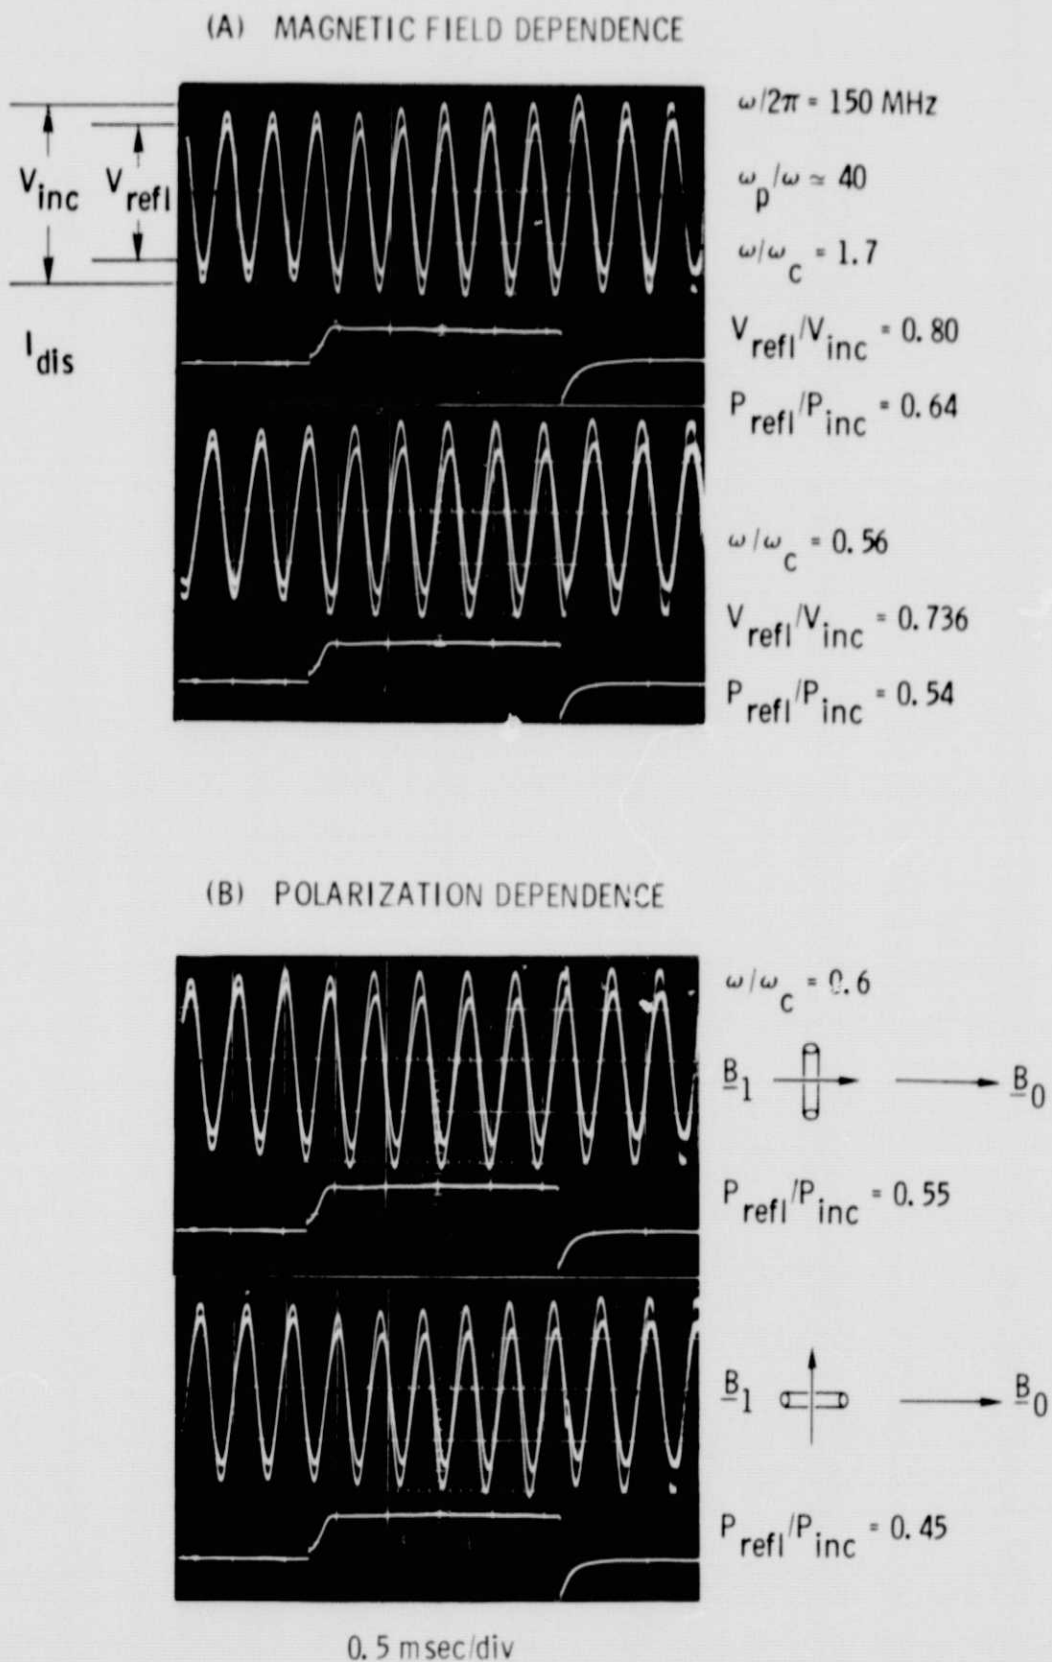 (A) MAGNETIC FIELD DEPENDENCE
V_inc
V_refl
I_dis
ω/2π = 150 MHz
ω_p/ω ≃ 40
ω/ω_c = 1.7
V_refl/V_inc = 0.80
P_refl/P_inc = 0.64
ω/ω_c = 0.56
V_refl/V_inc = 0.736
P_refl/P_inc = 0.54
(B) POLARIZATION DEPENDENCE
ω/ω_c = 0.6
B_1
B_0
P_refl/P_inc = 0.55
B_1
B_0
P_refl/P_inc = 0.45
0.5 msec/div